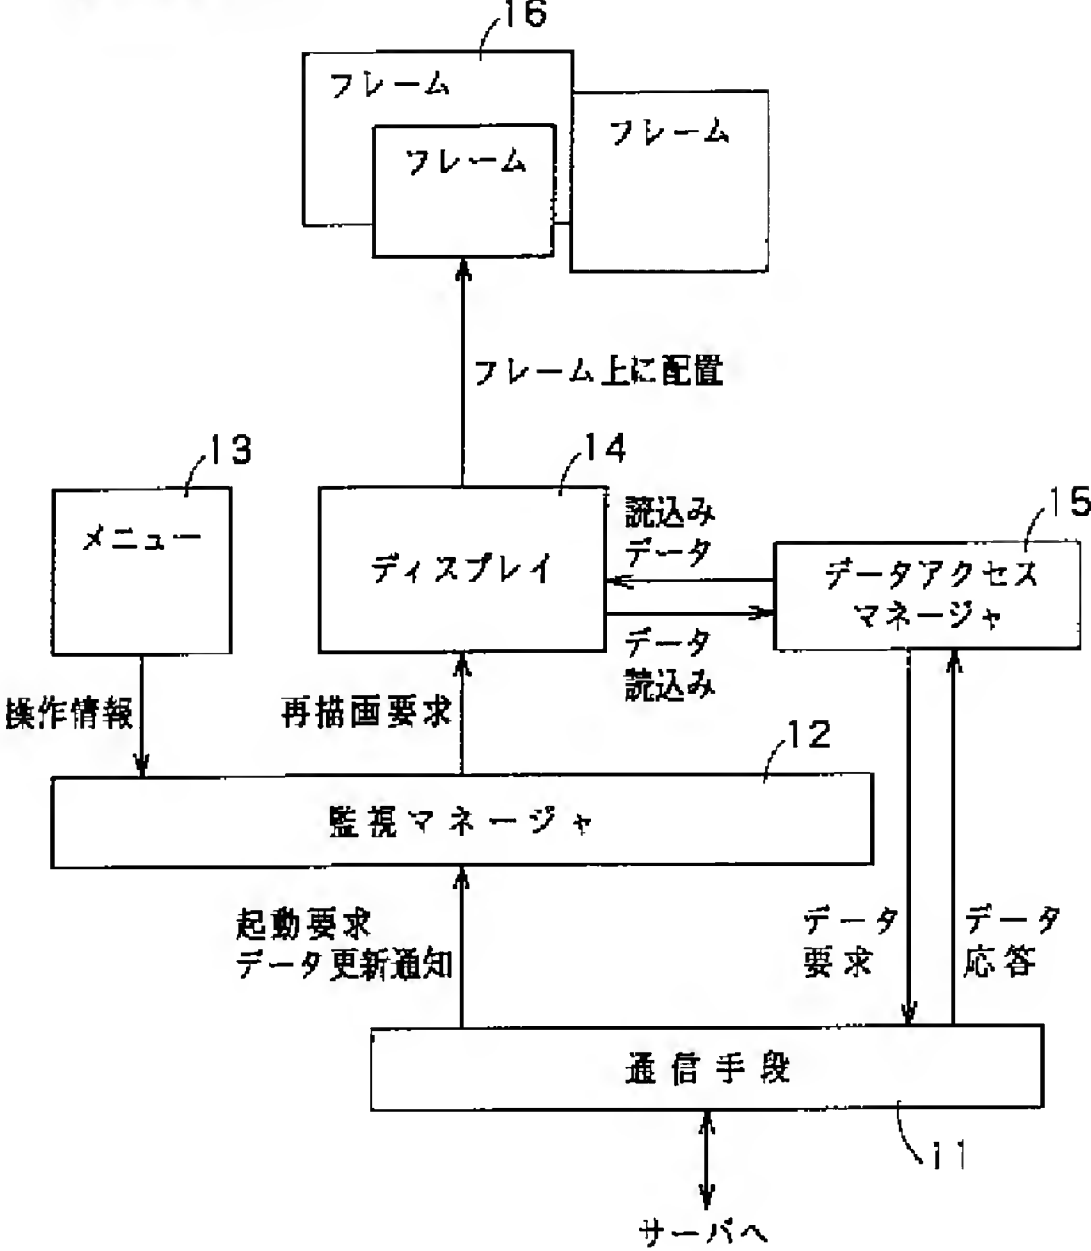 16
フレーム
フレーム
フレーム
フレーム上に配置
13
メニュー
14
ディスプレイ
読込み
データ
15
データアクセス
マネージャ
データ
読込み
操作情報
再描画要求
12
監視マネージャ
起動要求
データ更新通知
データ
要求
データ
応答
通信手段
11
サーバへ